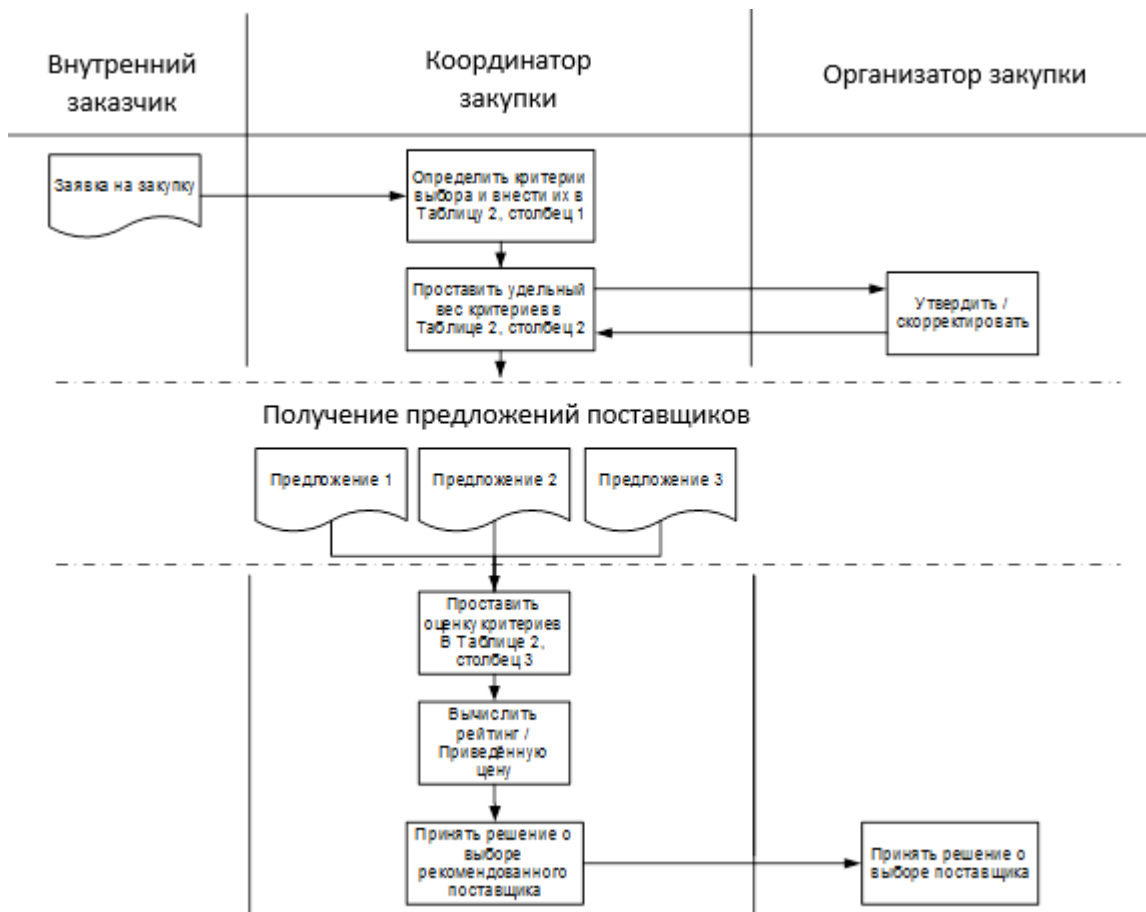 Внутренний
заказчик
Координатор
закупки
Организатор закупки
Заявка на закупку
Определить критерии
выбора и внести их в
Таблицу 2, столбец 1
Проставить удельный
вес критериев в
Таблице 2, столбец 2
Утвердить /
скорректировать
Получение предложений поставщиков
Предложение 1
Предложение 2
Предложение 3
Проставить
оценку критериев
В Таблице 2,
столбец 3
Вычислить
рейтинг /
Приведённую
цену
Принять решение о
выборе
рекомендованного
поставщика
Принять решение о
выборе поставщика